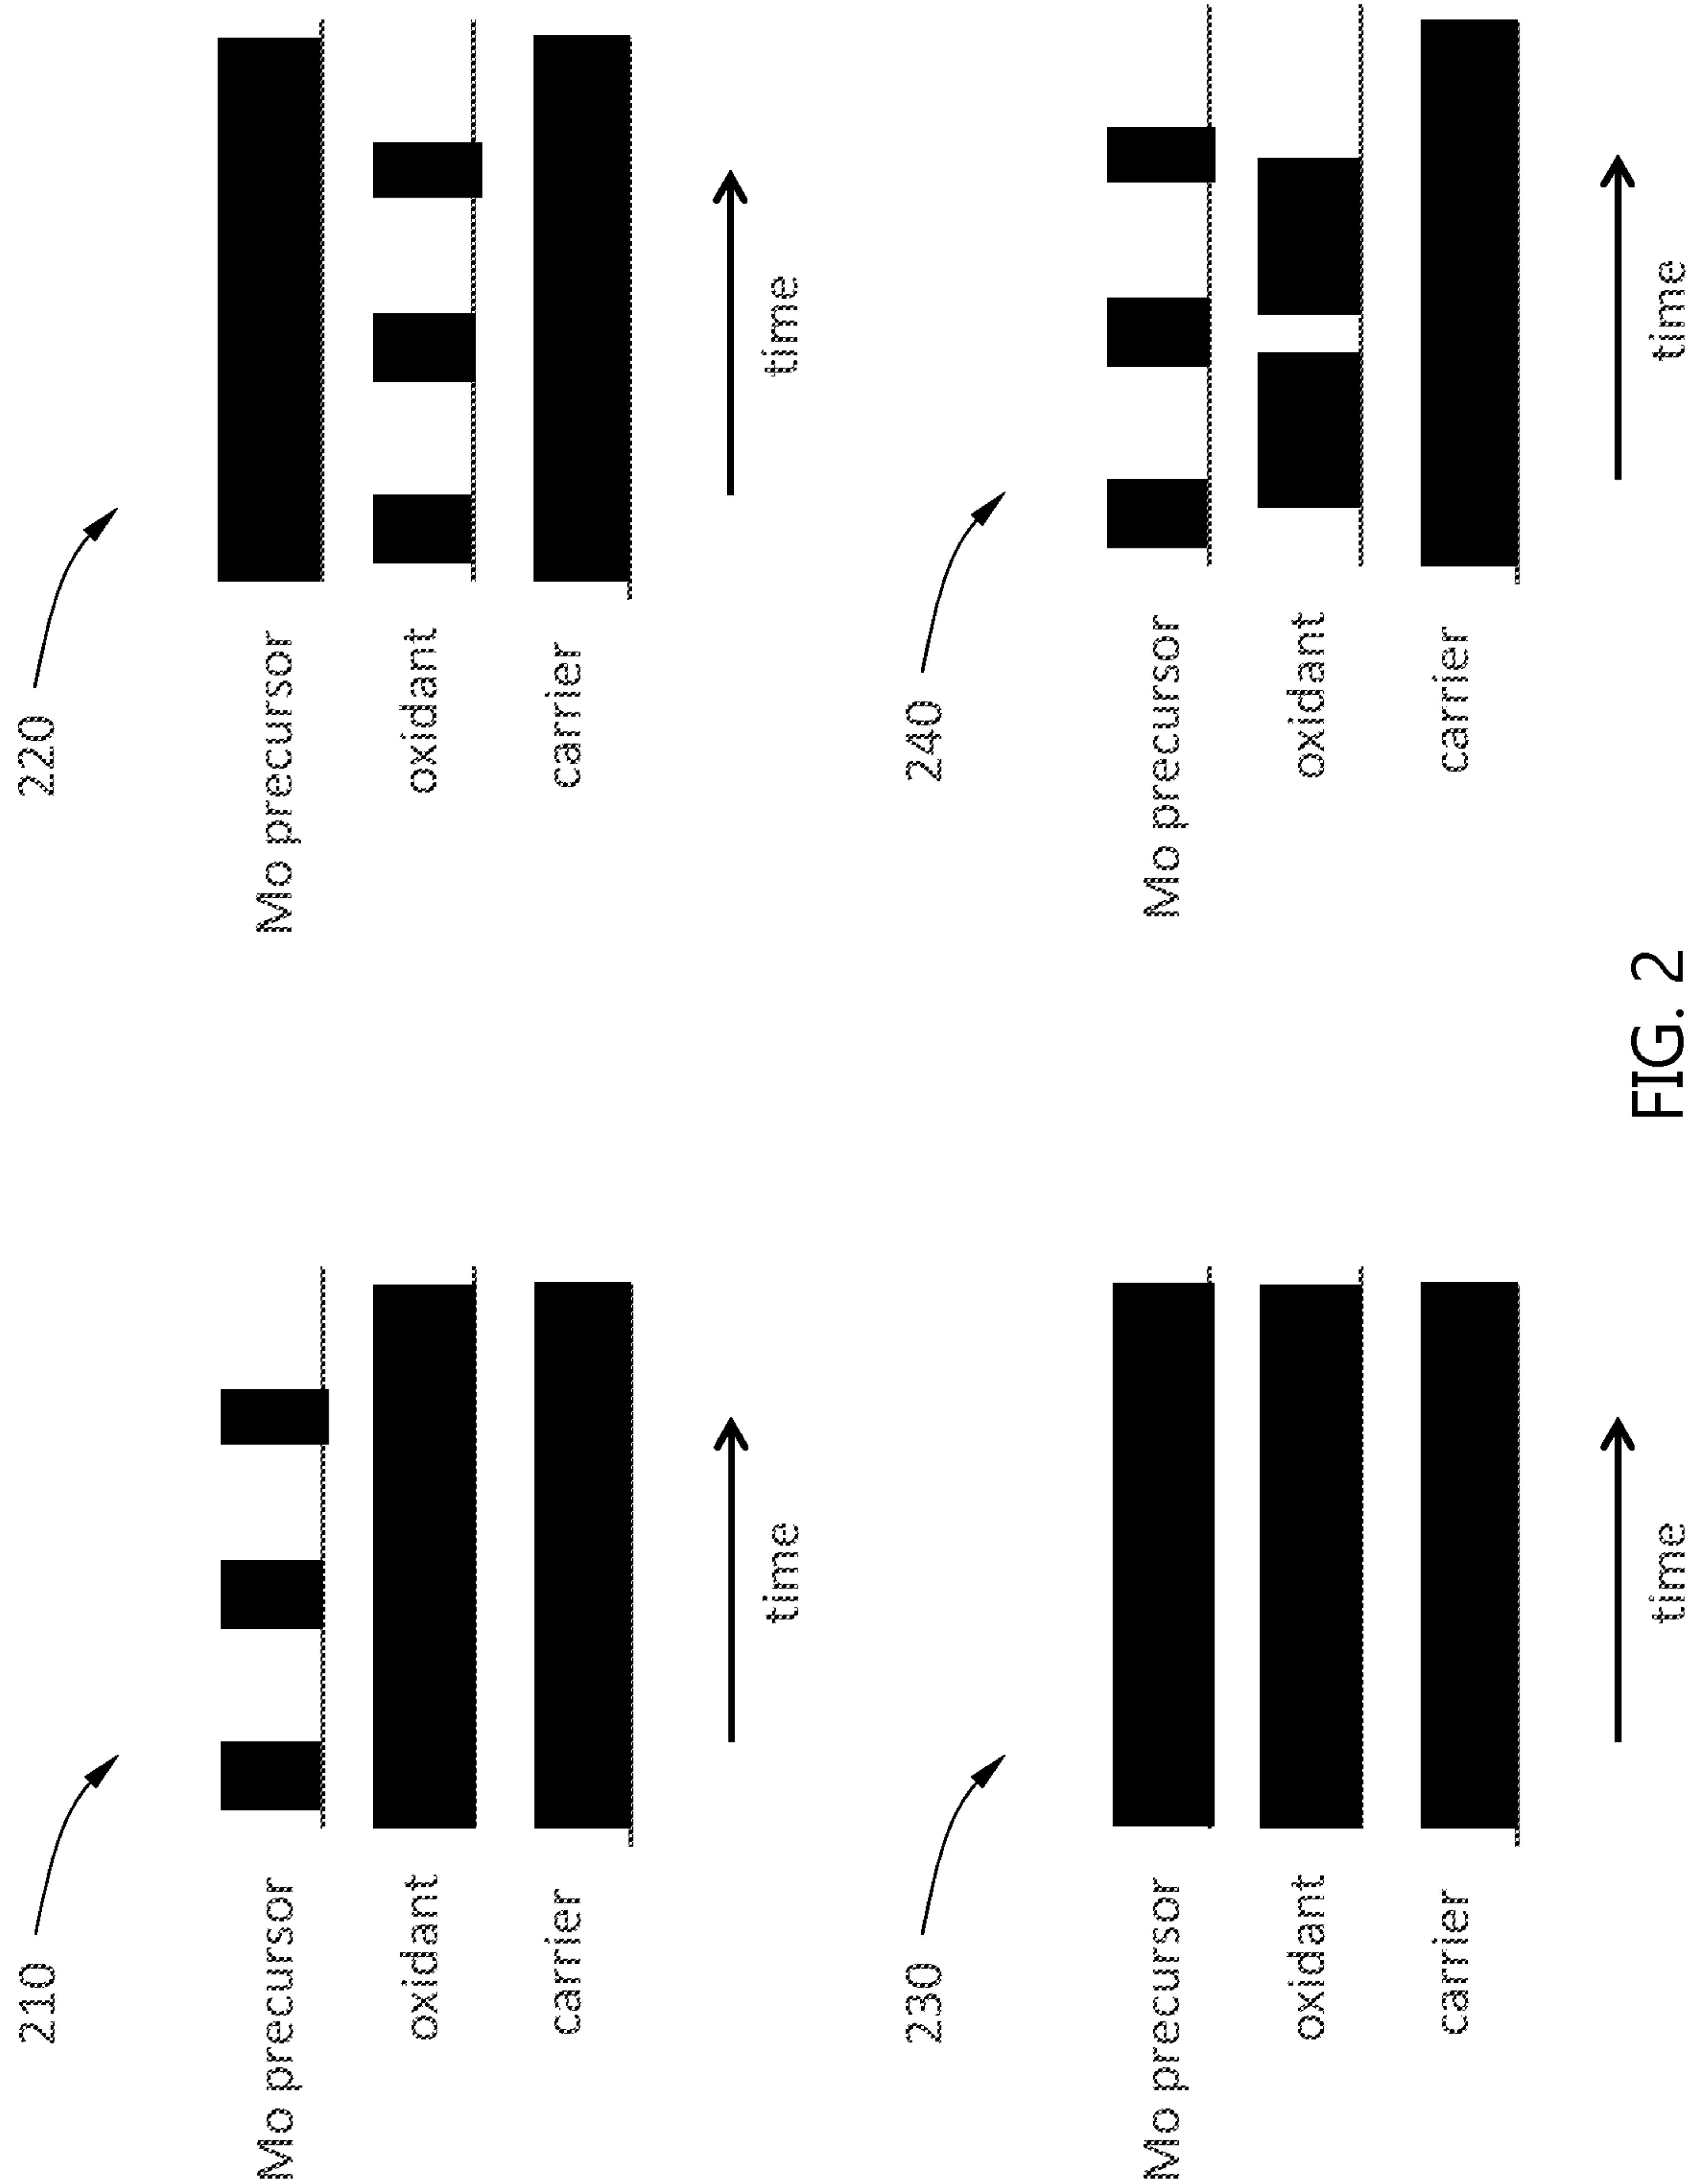 210
Mo precursor
oxidant
carrier
time
220
Mo precursor
oxidant
carrier
time
230
Mo precursor
oxidant
carrier
time
240
Mo precursor
oxidant
carrier
time
FIG. 2